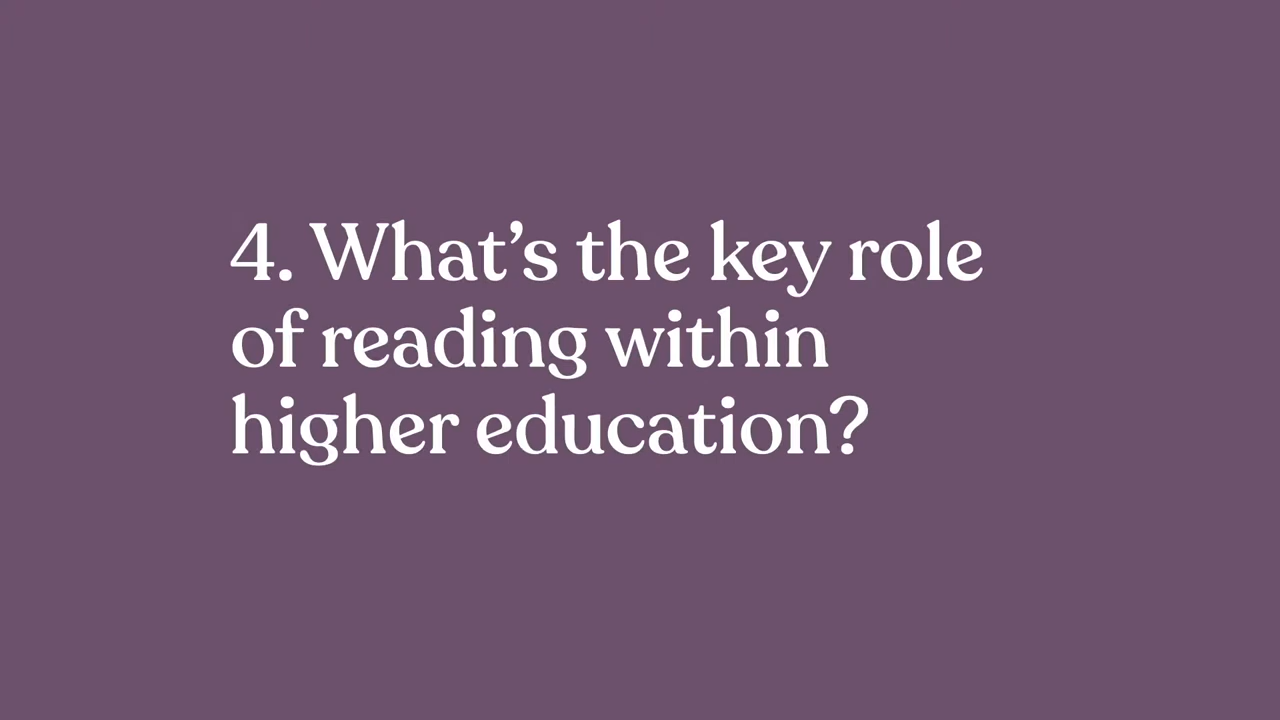 4. What’s the key role
of reading within
higher education?